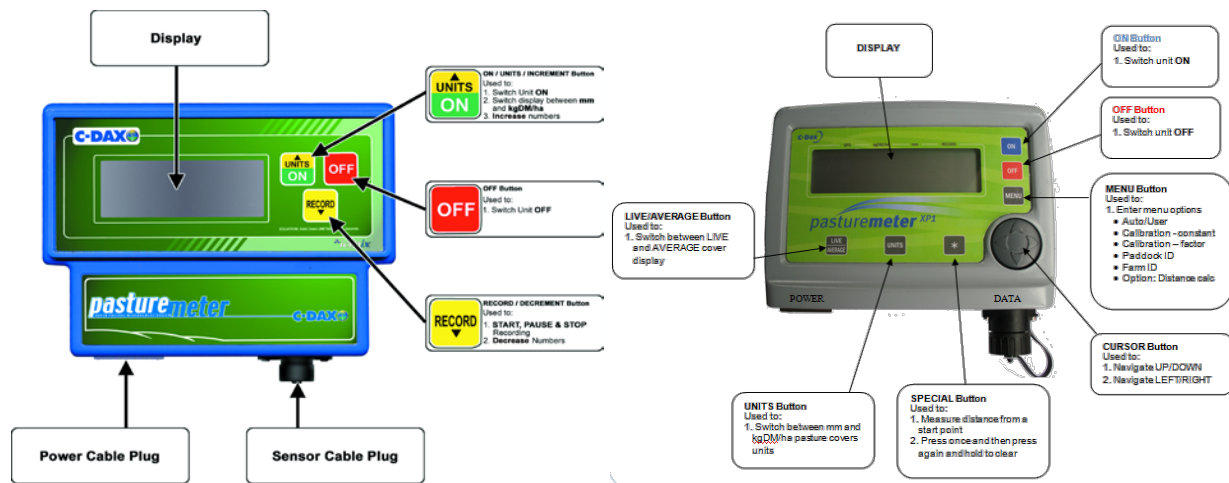 Display
ON / UNITS / INCREMENT Button
Used to:
1. Switch Unit ON
2. Switch display between mm
and kgDM/ha
3. Increase numbers
UNITS
ON
C-DAX
UNITS
ON
OFF
RECORD
OFF
OFF Button
Used to:
1. Switch Unit OFF
pasturemeter
C-DAX
RECORD
RECORD / DECREMENT Button
Used to:
1. START, PAUSE & STOP
Recording
2. Decrease Numbers
Power Cable Plug
Sensor Cable Plug
DISPLAY
ON Button
Used to:
1. Switch unit ON
OFF Button
Used to:
1. Switch unit OFF
C-Dax
ON
OFF
MENU
MENU Button
Used to:
1. Enter menu options
• Auto/User
• Calibration - constant
• Calibration – factor
• Paddock ID
• Farm ID
• Option: Distance calc
LIVE/AVERAGE Button
Used to:
1. Switch between LIVE
and AVERAGE cover
display
pasturemeter XP1
LIVE
AVERAGE
UNITS
*
POWER
DATA
CURSOR Button
Used to:
1. Navigate UP/DOWN
2. Navigate LEFT/RIGHT
UNITS Button
Used to:
1. Switch between mm and
kgDM/ha pasture covers
units
SPECIAL Button
Used to:
1. Measure distance from a
start point
2. Press once and then press
again and hold to clear